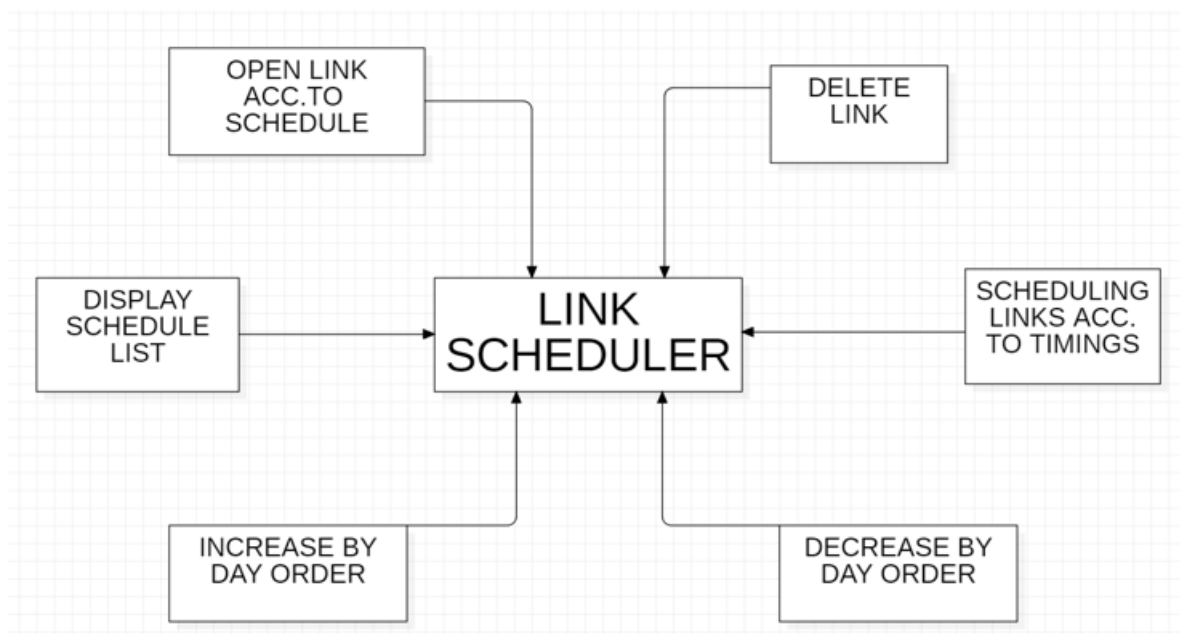 OPEN LINK
ACC.TO
SCHEDULE
DELETE
LINK
DISPLAY
SCHEDULE
LIST
LINK
SCHEDULER
SCHEDULING
LINKS ACC.
TO TIMINGS
INCREASE BY
DAY ORDER
DECREASE BY
DAY ORDER